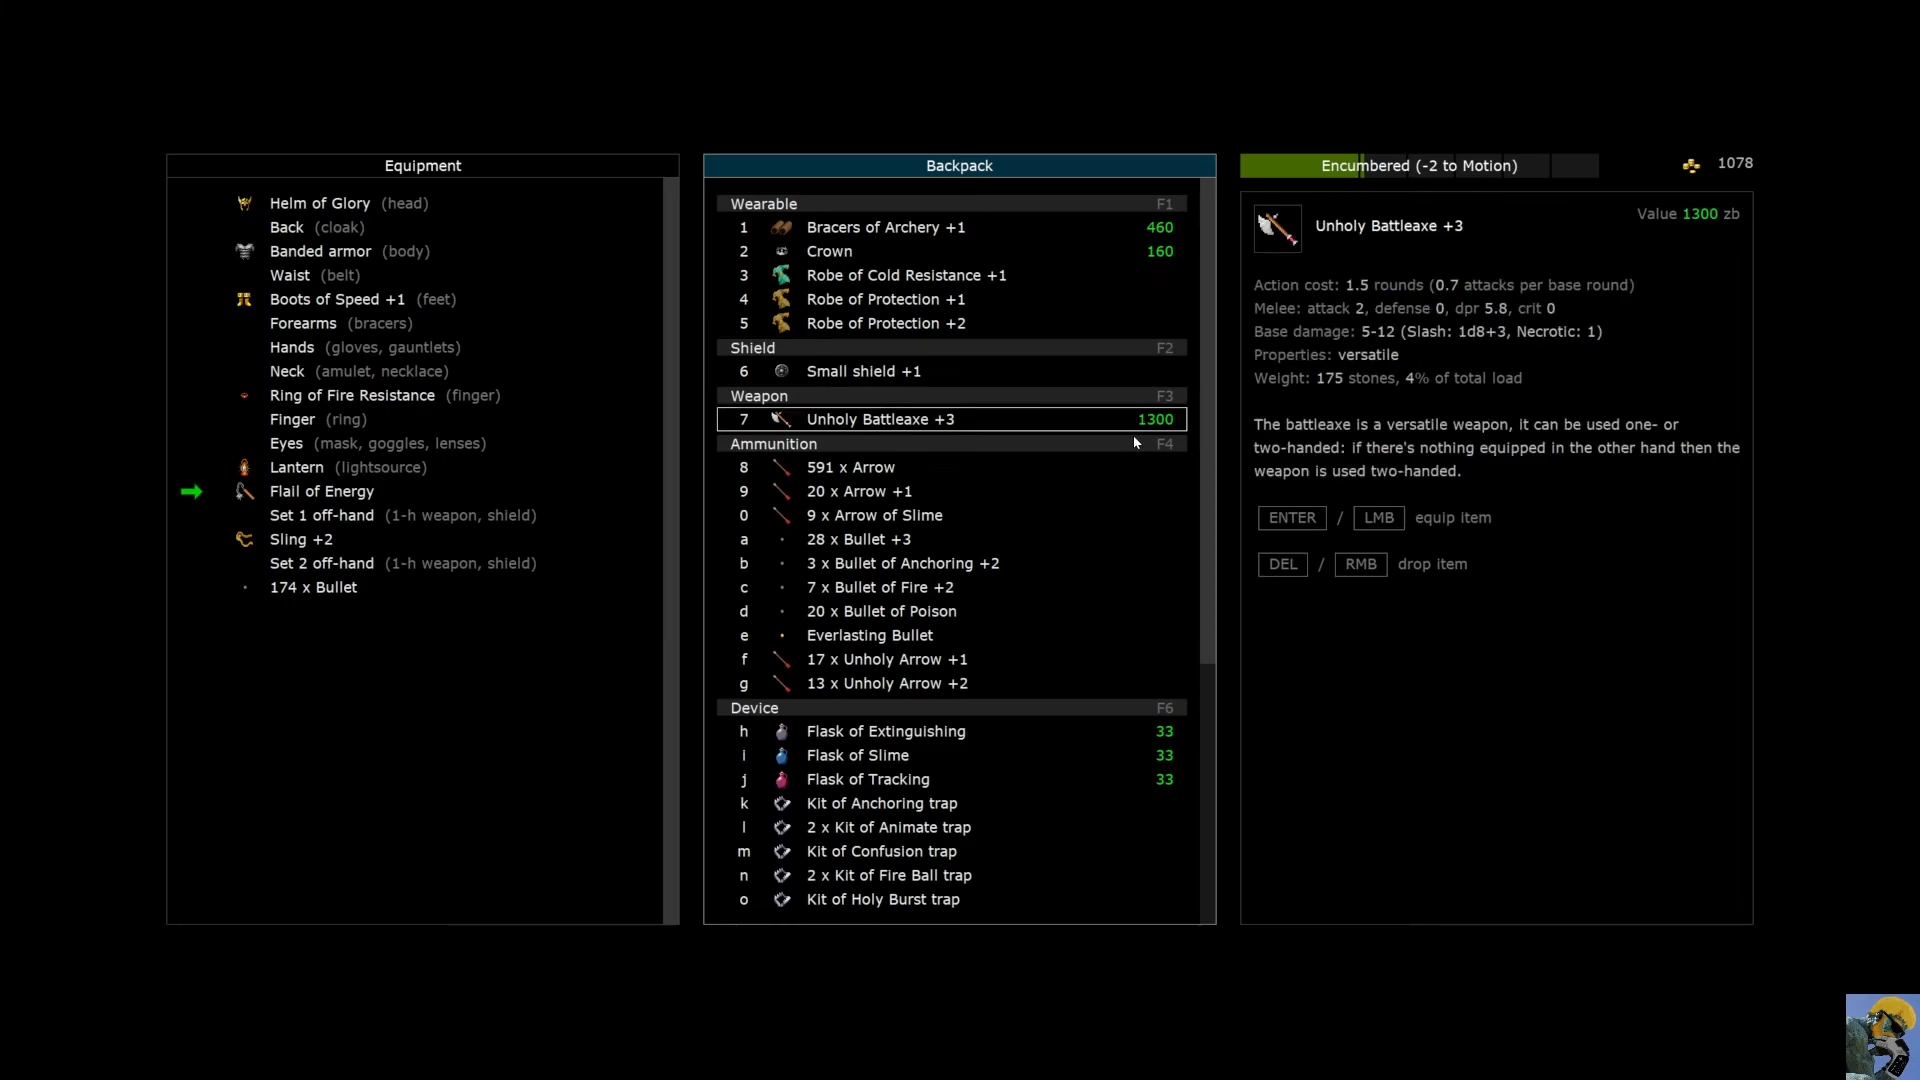 Equipment
Helm of Glory (head)
Back (cloak)
Banded armor (body)
Waist (belt)
Boots of Speed +1 (feet)
Forearms (bracers)
Hands (gloves, gauntlets)
Neck (amulet, necklace)
Ring of Fire Resistance (finger)
Finger (ring)
Eyes (mask, goggles, lenses)
Lantern (lightsource)
Flail of Energy
Set 1 off-hand (1-h weapon, shield)
Sling +2
Set 2 off-hand (1-h weapon, shield)
174 x Bullet
Backpack
Wearable F1
1 Bracers of Archery +1 460
2 Crown 160
3 Robe of Cold Resistance +1
4 Robe of Protection +1
5 Robe of Protection +2
Shield F2
6 Small shield +1
Weapon F3
7 Unholy Battleaxe +3 1300
Ammunition F4
8 591 x Arrow
9 20 x Arrow +1
0 9 x Arrow of Slime
a 28 x Bullet +3
b 3 x Bullet of Anchoring +2
c 7 x Bullet of Fire +2
d 20 x Bullet of Poison
e Everlasting Bullet
f 17 x Unholy Arrow +1
g 13 x Unholy Arrow +2
Device F6
h Flask of Extinguishing 33
i Flask of Slime 33
j Flask of Tracking 33
k Kit of Anchoring trap
l 2 x Kit of Animate trap
m Kit of Confusion trap
n 2 x Kit of Fire Ball trap
o Kit of Holy Burst trap
Encumbered (-2 to Motion) 1078
Value 1300 zb
Unholy Battleaxe +3
Action cost: 1.5 rounds (0.7 attacks per base round)
Melee: attack 2, defense 0, dpr 5.8, crit 0
Base damage: 5-12 (Slash: 1d8+3, Necrotic: 1)
Properties: versatile
Weight: 175 stones, 4% of total load
The battleaxe is a versatile weapon, it can be used one- or
two-handed: if there's nothing equipped in the other hand then the
weapon is used two-handed.
ENTER / LMB equip item
DEL / RMB drop item